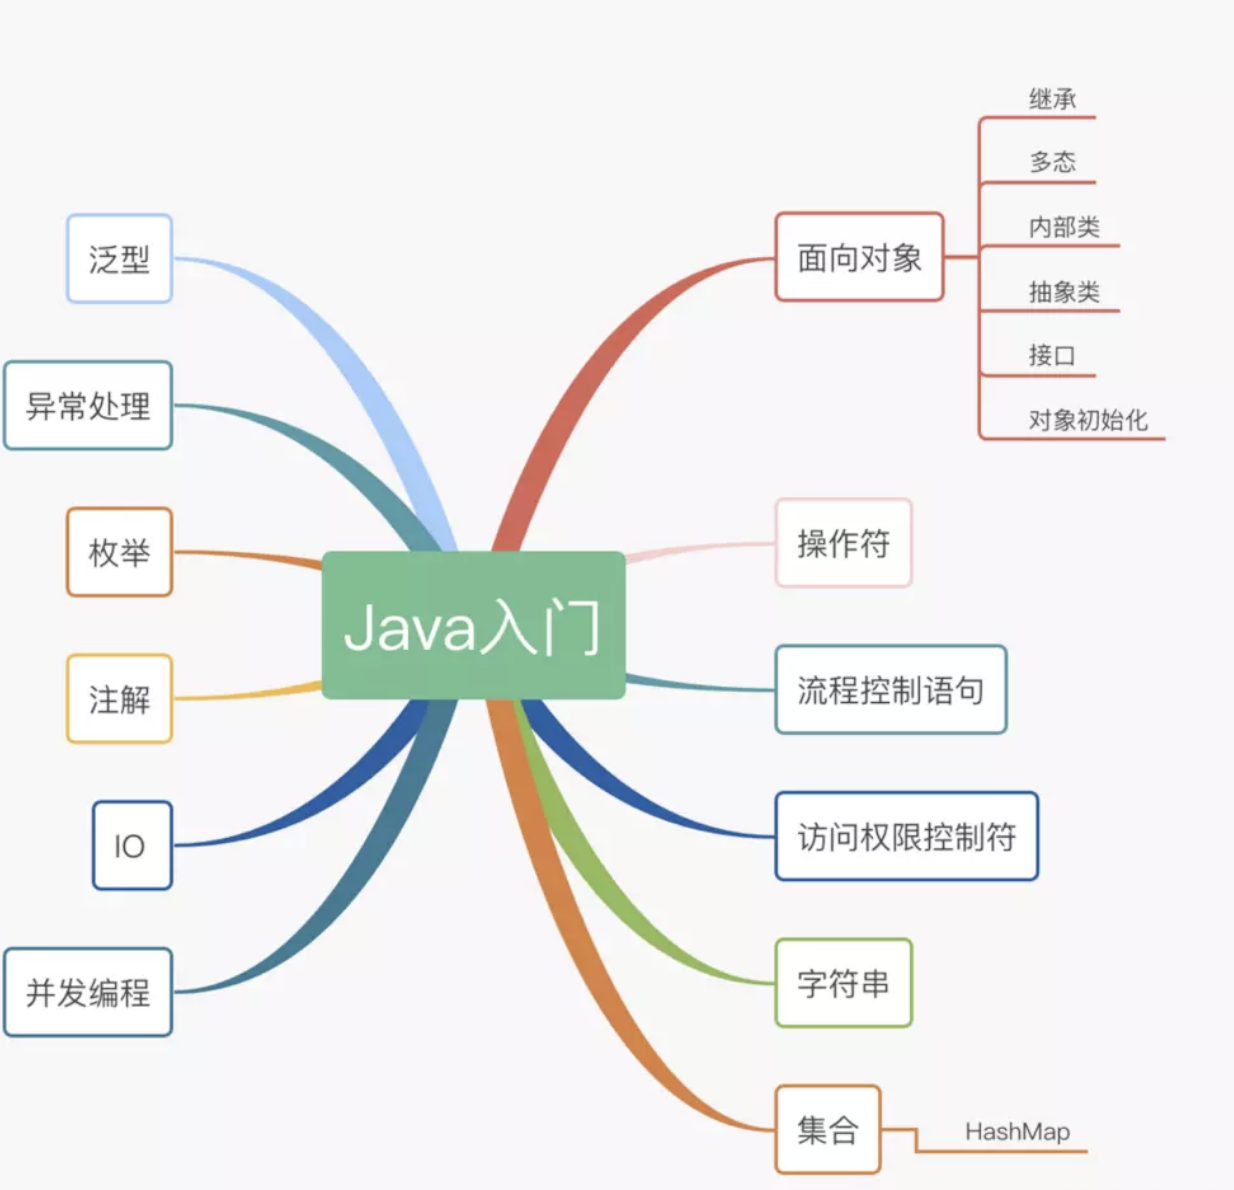 Java入门
面向对象
继承
多态
内部类
抽象类
接口
对象初始化
操作符
流程控制语句
访问权限控制符
字符串
集合
HashMap
泛型
异常处理
枚举
注解
IO
并发编程